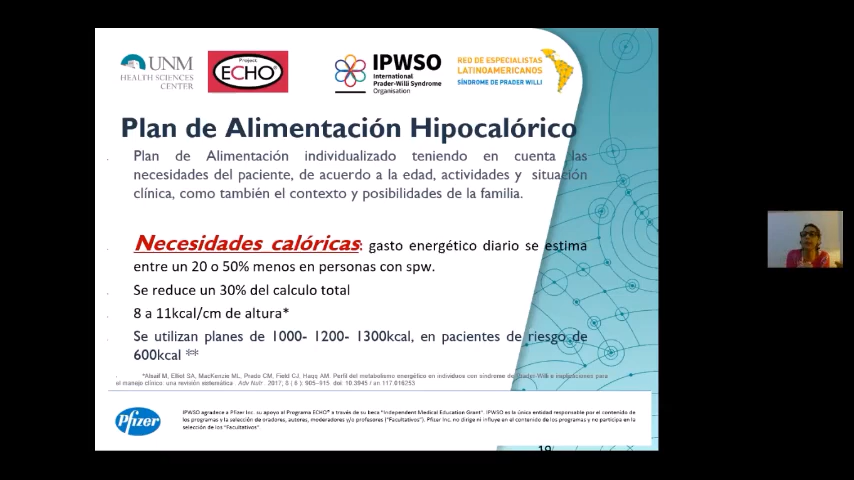 UNM
HEALTH SCIENCES
CENTER
Project
ECHO
IPWSO
International
Prader-Willi Syndrome
Organisation
RED DE ESPECIALISTAS
LATINOAMERICANOS
SÍNDROME DE PRADER WILLI
Plan de Alimentación Hipocalórico
Plan de Alimentación individualizado teniendo en cuenta las
necesidades del paciente, de acuerdo a la edad, actividades y situación
clínica, como también el contexto y posibilidades de la familia.
Necesidades calóricas: gasto energético diario se estima
entre un 20 o 50% menos en personas con spw.
Se reduce un 30% del calculo total
8 a 11kcal/cm de altura*
Se utilizan planes de 1000- 1200- 1300kcal, en pacientes de riesgo de
600kcal **
MacKenzie ML, Prado CM, Field CJ, Haqq AM. Perfil del metabolismo energético en individuos con síndrome de Prader-Willi e implicaciones para
el manejo clínico: una revisión sistemática . Adv Nutr 2017; 8 ( 6 ): 905–915. doi: 10.3945 / an.117.016253
Pfizer
IPWSO agradece a Pfizer Inc. su apoyo al Programa ECHO® a través de su beca "Independent Medical Education Grant". IPWSO es la única entidad responsable por el contenido de
los programas y la selección de oradores, autores, moderadores y/o profesores ("Facultativos"). Pfizer Inc. no dirige ni influye en el contenido de los programas y no participa en la
selección de los "Facultativos".
19